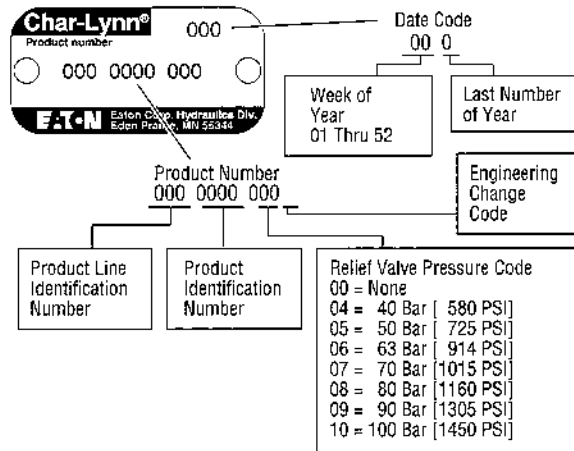 Char-Lynn®
000
Product number
000 0000 000
EATON Eaton Corp. Hydraulics Div.
Eden Prairie, MN 55344
Date Code
00 0
Week of
Year
01 Thru 52
Last Number
of Year
Product Number
000 0000 000
Engineering
Change
Code
Product Line
Identification
Number
Product
Identification
Number
Relief Valve Pressure Code
00 = None
04 = 40 Bar [ 580 PSI]
05 = 50 Bar [ 725 PSI]
06 = 63 Bar [ 914 PSI]
07 = 70 Bar [1015 PSI]
08 = 80 Bar [1160 PSI]
09 = 90 Bar [1305 PSI]
10 = 100 Bar [1450 PSI]